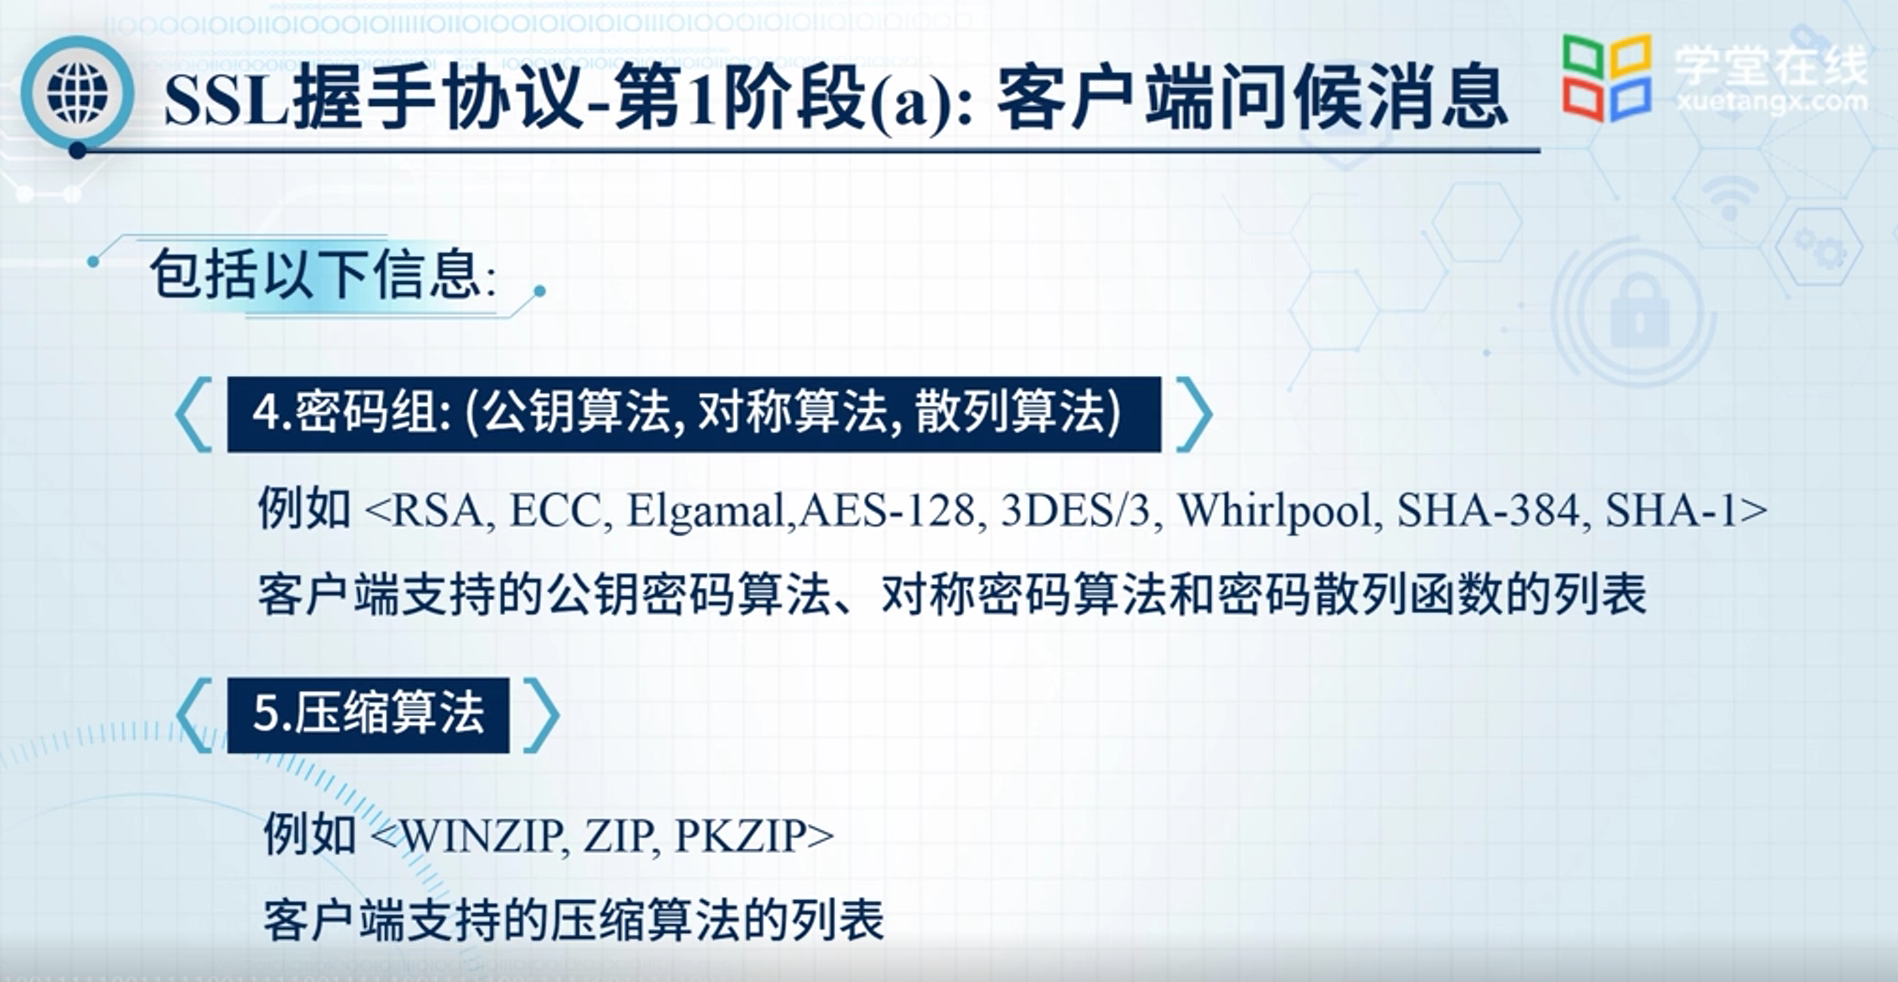 SSL握手协议-第1阶段(a): 客户端问候消息
学堂在线
xuetangx.com
包括以下信息:
4.密码组: (公钥算法, 对称算法, 散列算法)
例如 <RSA, ECC, Elgamal,AES-128, 3DES/3, Whirlpool, SHA-384, SHA-1>
客户端支持的公钥密码算法、对称密码算法和密码散列函数的列表
5.压缩算法
例如 <WINZIP, ZIP, PKZIP>
客户端支持的压缩算法的列表